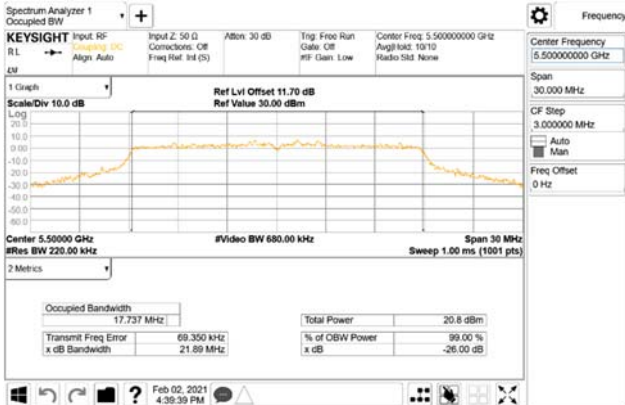 Spectrum Analyzer 1
Occupied BW
Frequency
KEYSIGHT Input: RF Input Z: 50 Ω Atten: 30 dB Trig: Free Run Center Freq: 5.500000000 GHz
RL Coupling: DC Corrections: Off Gate: Off Avg|Hold: 10/10
Align: Auto Freq Ref: Int (S) #IF Gain: Low Radio Std: None
Center Frequency
5.500000000 GHz
Span
30.000 MHz
CF Step
3.000000 MHz
Auto
Man
Freq Offset
0 Hz
1 Graph
Ref Lvl Offset 11.70 dB
Scale/Div 10.0 dB Ref Value 30.00 dBm
Log
20.0
10.0
0.00
-10.0
-20.0
-30.0
-40.0
-50.0
-60.0
Center 5.50000 GHz #Video BW 680.00 kHz Span 30 MHz
#Res BW 220.00 kHz Sweep 1.00 ms (1001 pts)
2 Metrics
Occupied Bandwidth
17.737 MHz Total Power 20.8 dBm
Transmit Freq Error 69.350 kHz % of OBW Power 99.00 %
x dB Bandwidth 21.89 MHz x dB -26.00 dB
Feb 02, 2021
4:39:39 PM